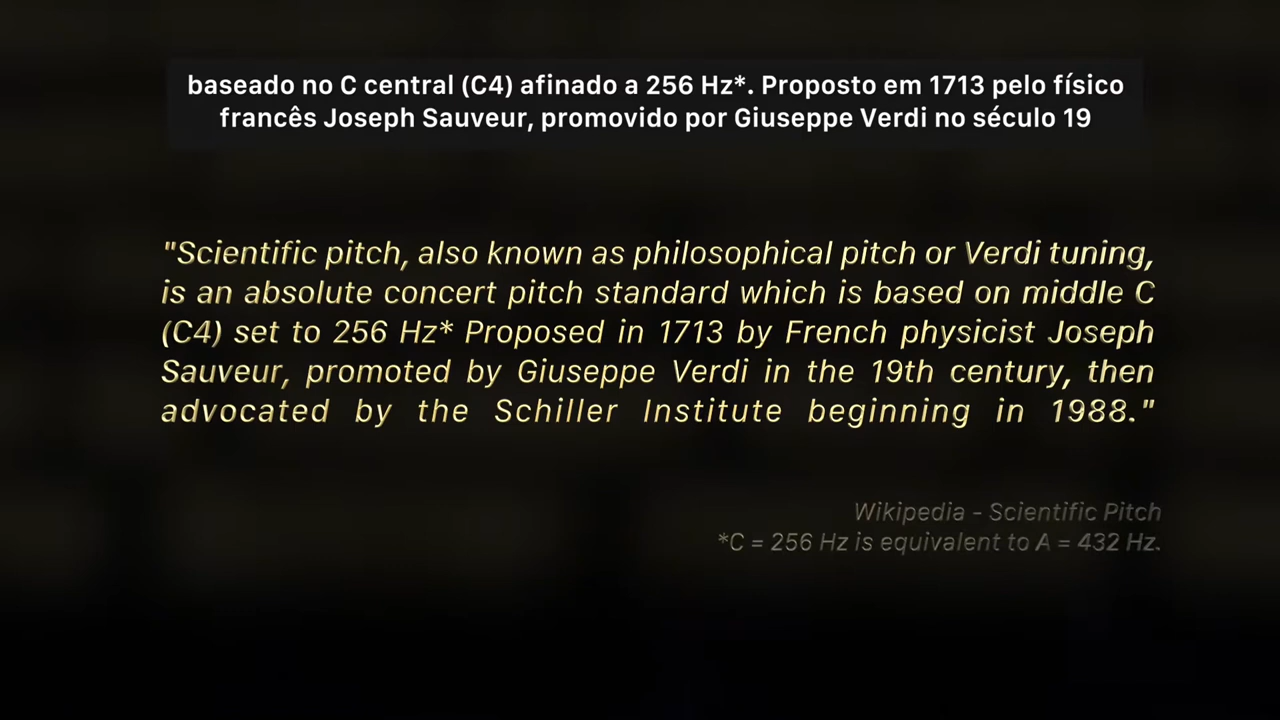 baseado no C central (C4) afinado a 256 Hz*. Proposto em 1713 pelo físico
francês Joseph Sauveur, promovido por Giuseppe Verdi no século 19
"Scientific pitch, also known as philosophical pitch or Verdi tuning,
is an absolute concert pitch standard which is based on middle C
(C4) set to 256 Hz* Proposed in 1713 by French physicist Joseph
Sauveur, promoted by Giuseppe Verdi in the 19th century, then
advocated by the Schiller Institute beginning in 1988."
Wikipedia - Scientific Pitch
*C = 256 Hz is equivalent to A = 432 Hz.